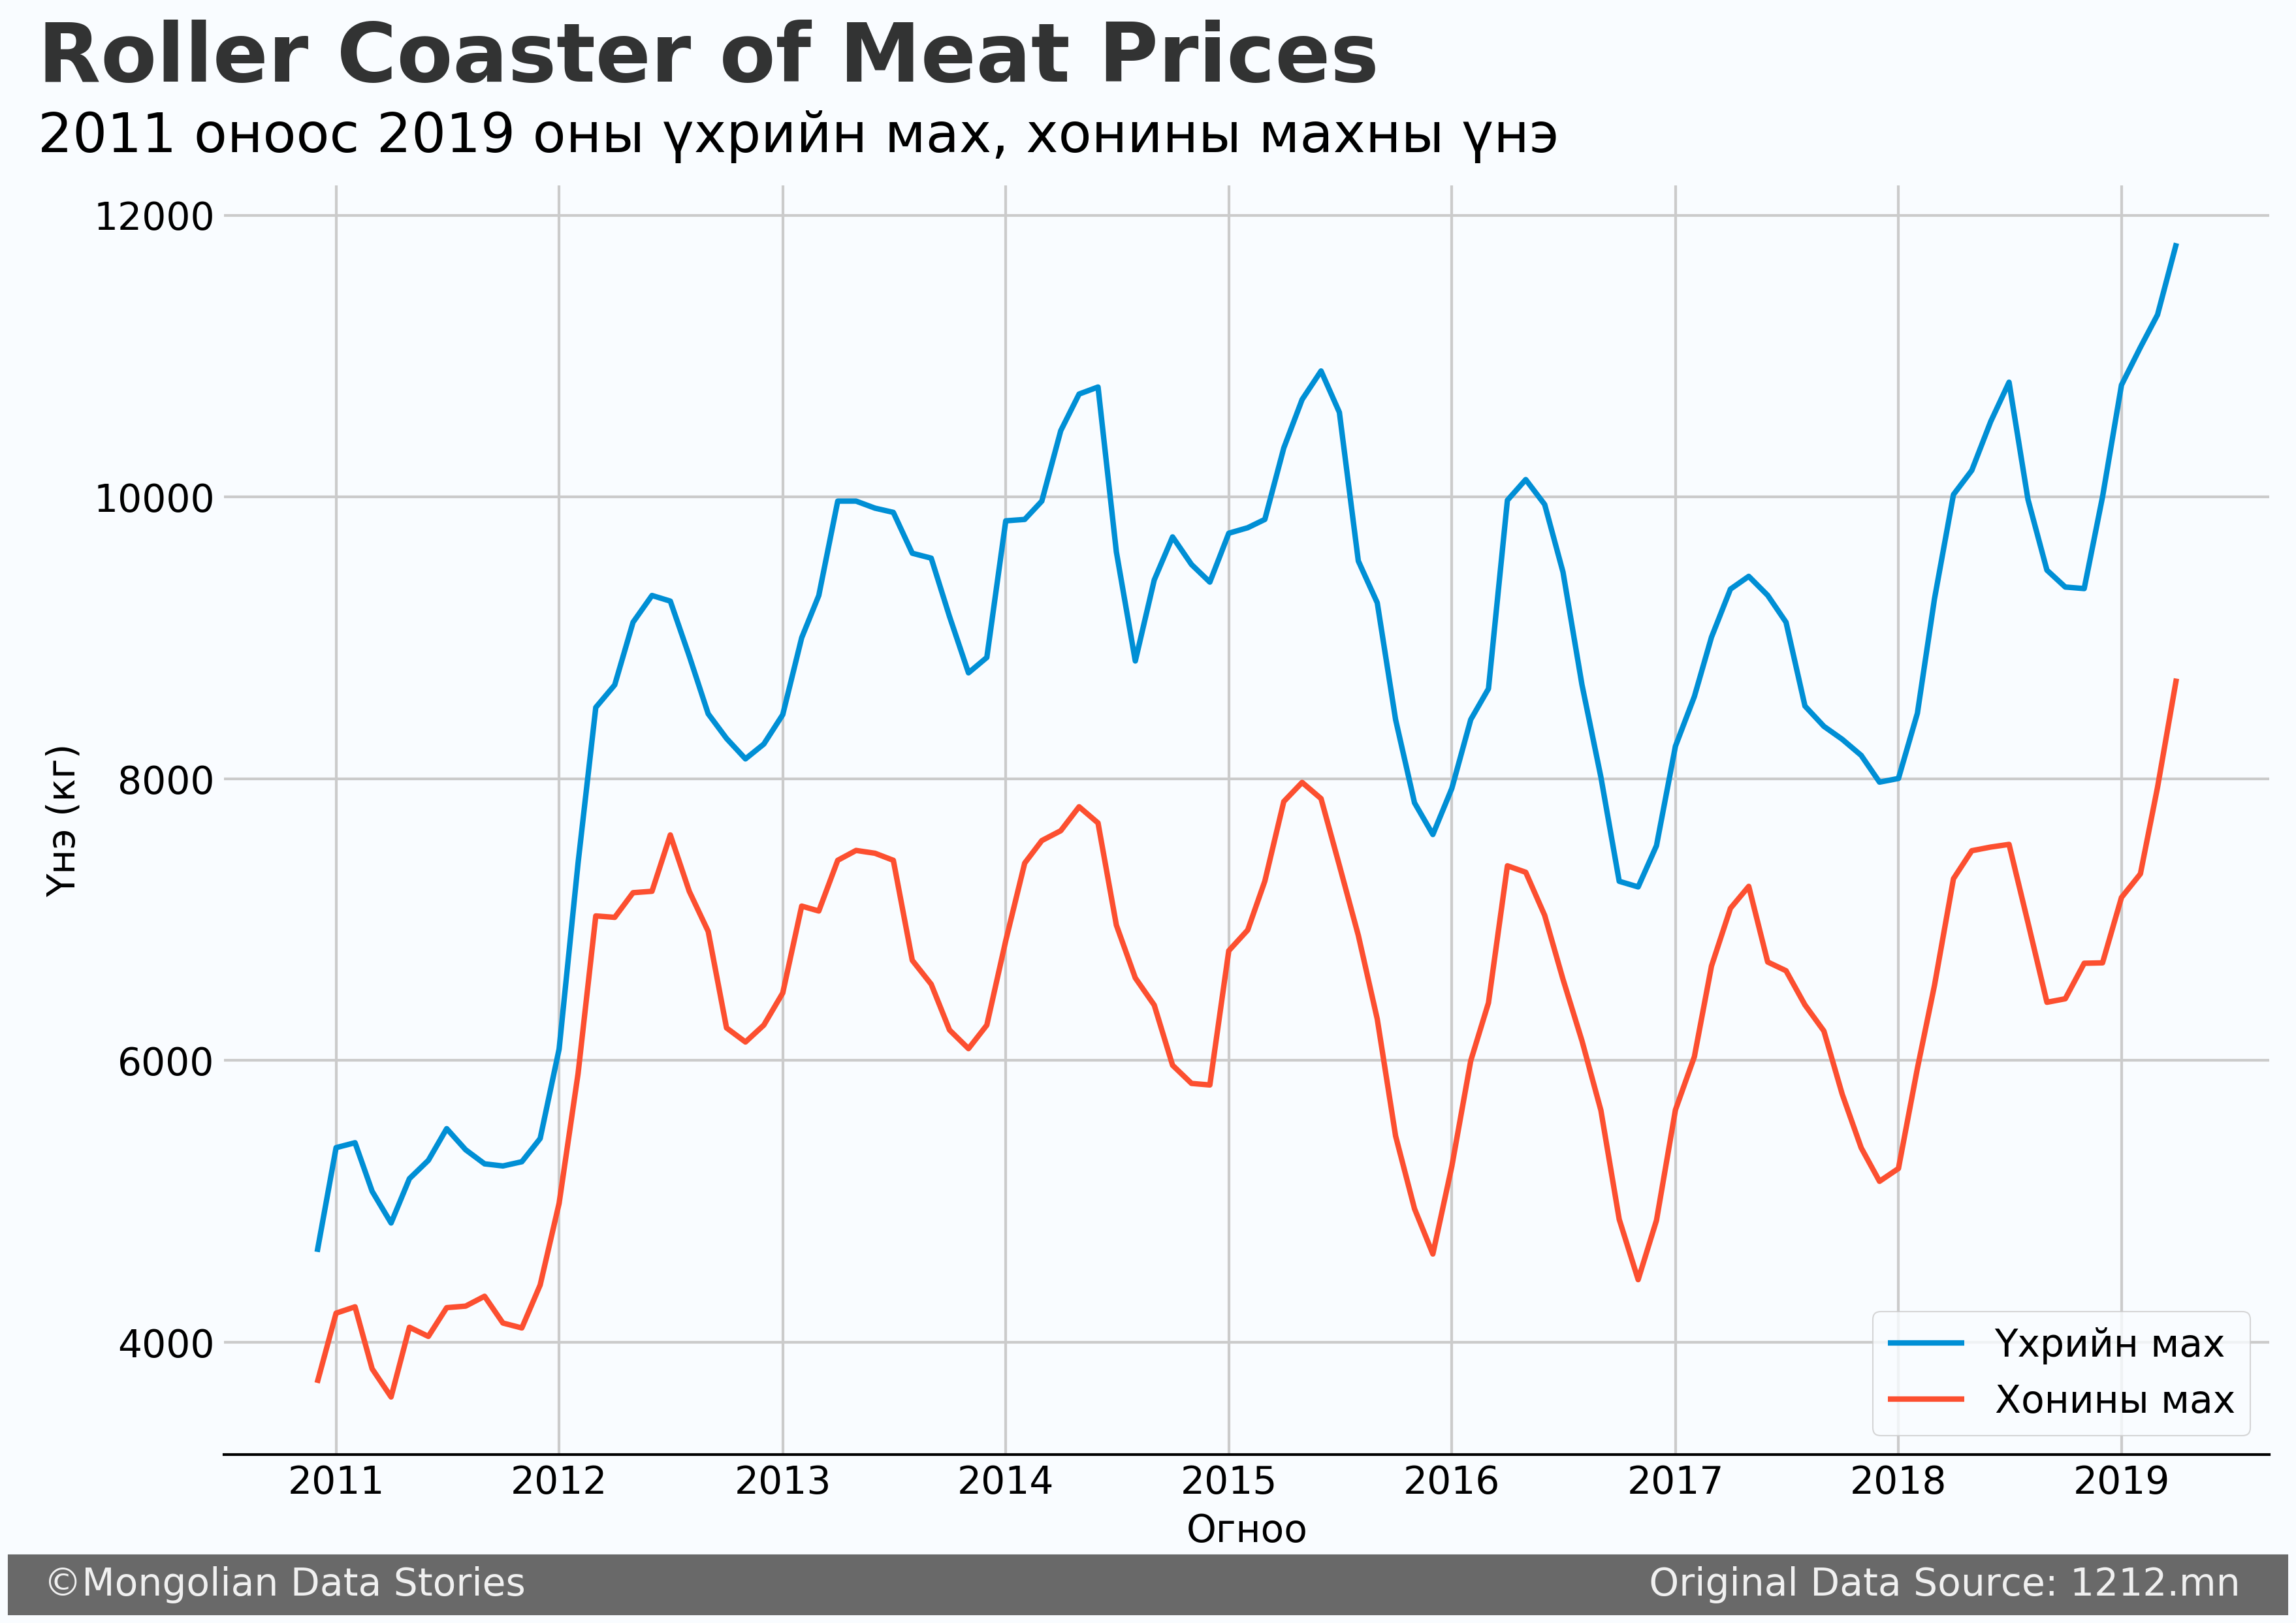 Roller Coaster of Meat Prices
2011 оноос 2019 оны үхрийн мах, хонины махны үнэ
12000
10000
8000
6000
4000
Үнэ (кг)
2011 2012 2013 2014 2015 2016 2017 2018 2019
Огноо
Үхрийн мах
Хонины мах
©Mongolian Data Stories
Original Data Source: 1212.mn